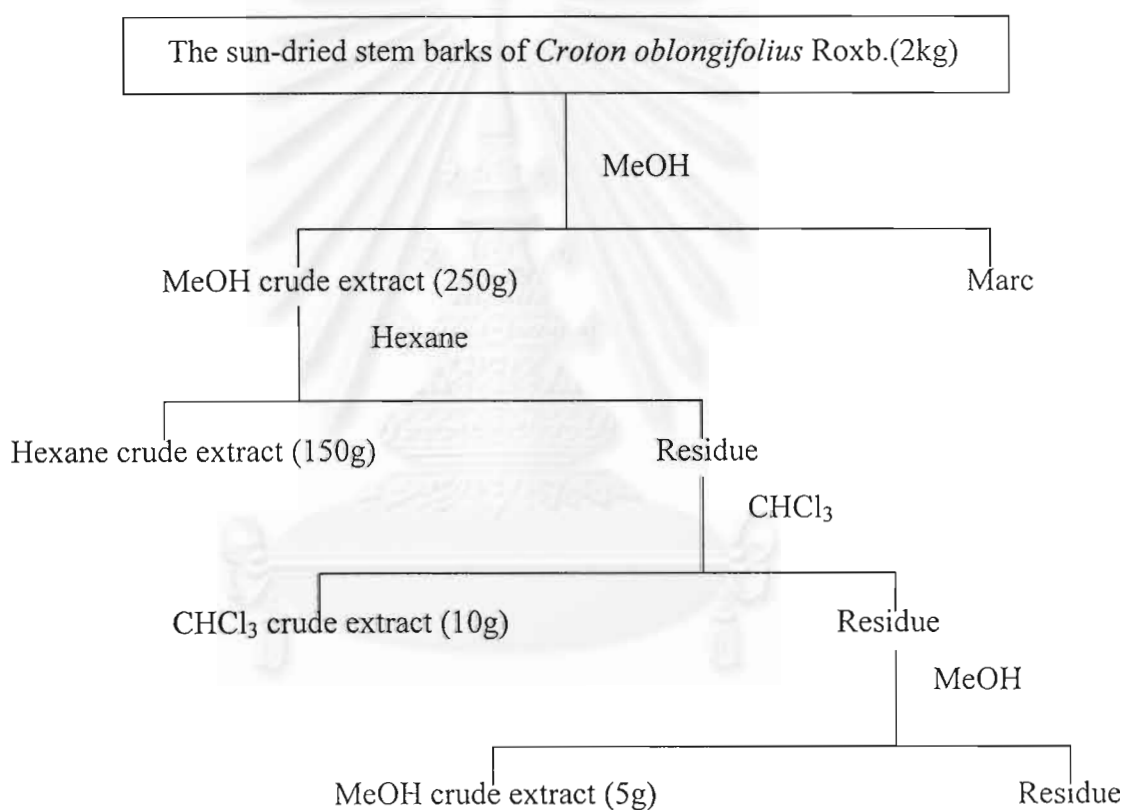 The sun-dried stem barks of Croton oblongifolius Roxb.(2kg)
MeOH
MeOH crude extract (250g)
Marc
Hexane
Hexane crude extract (150g)
Residue
CHCl₃
CHCl₃ crude extract (10g)
Residue
MeOH
MeOH crude extract (5g)
Residue